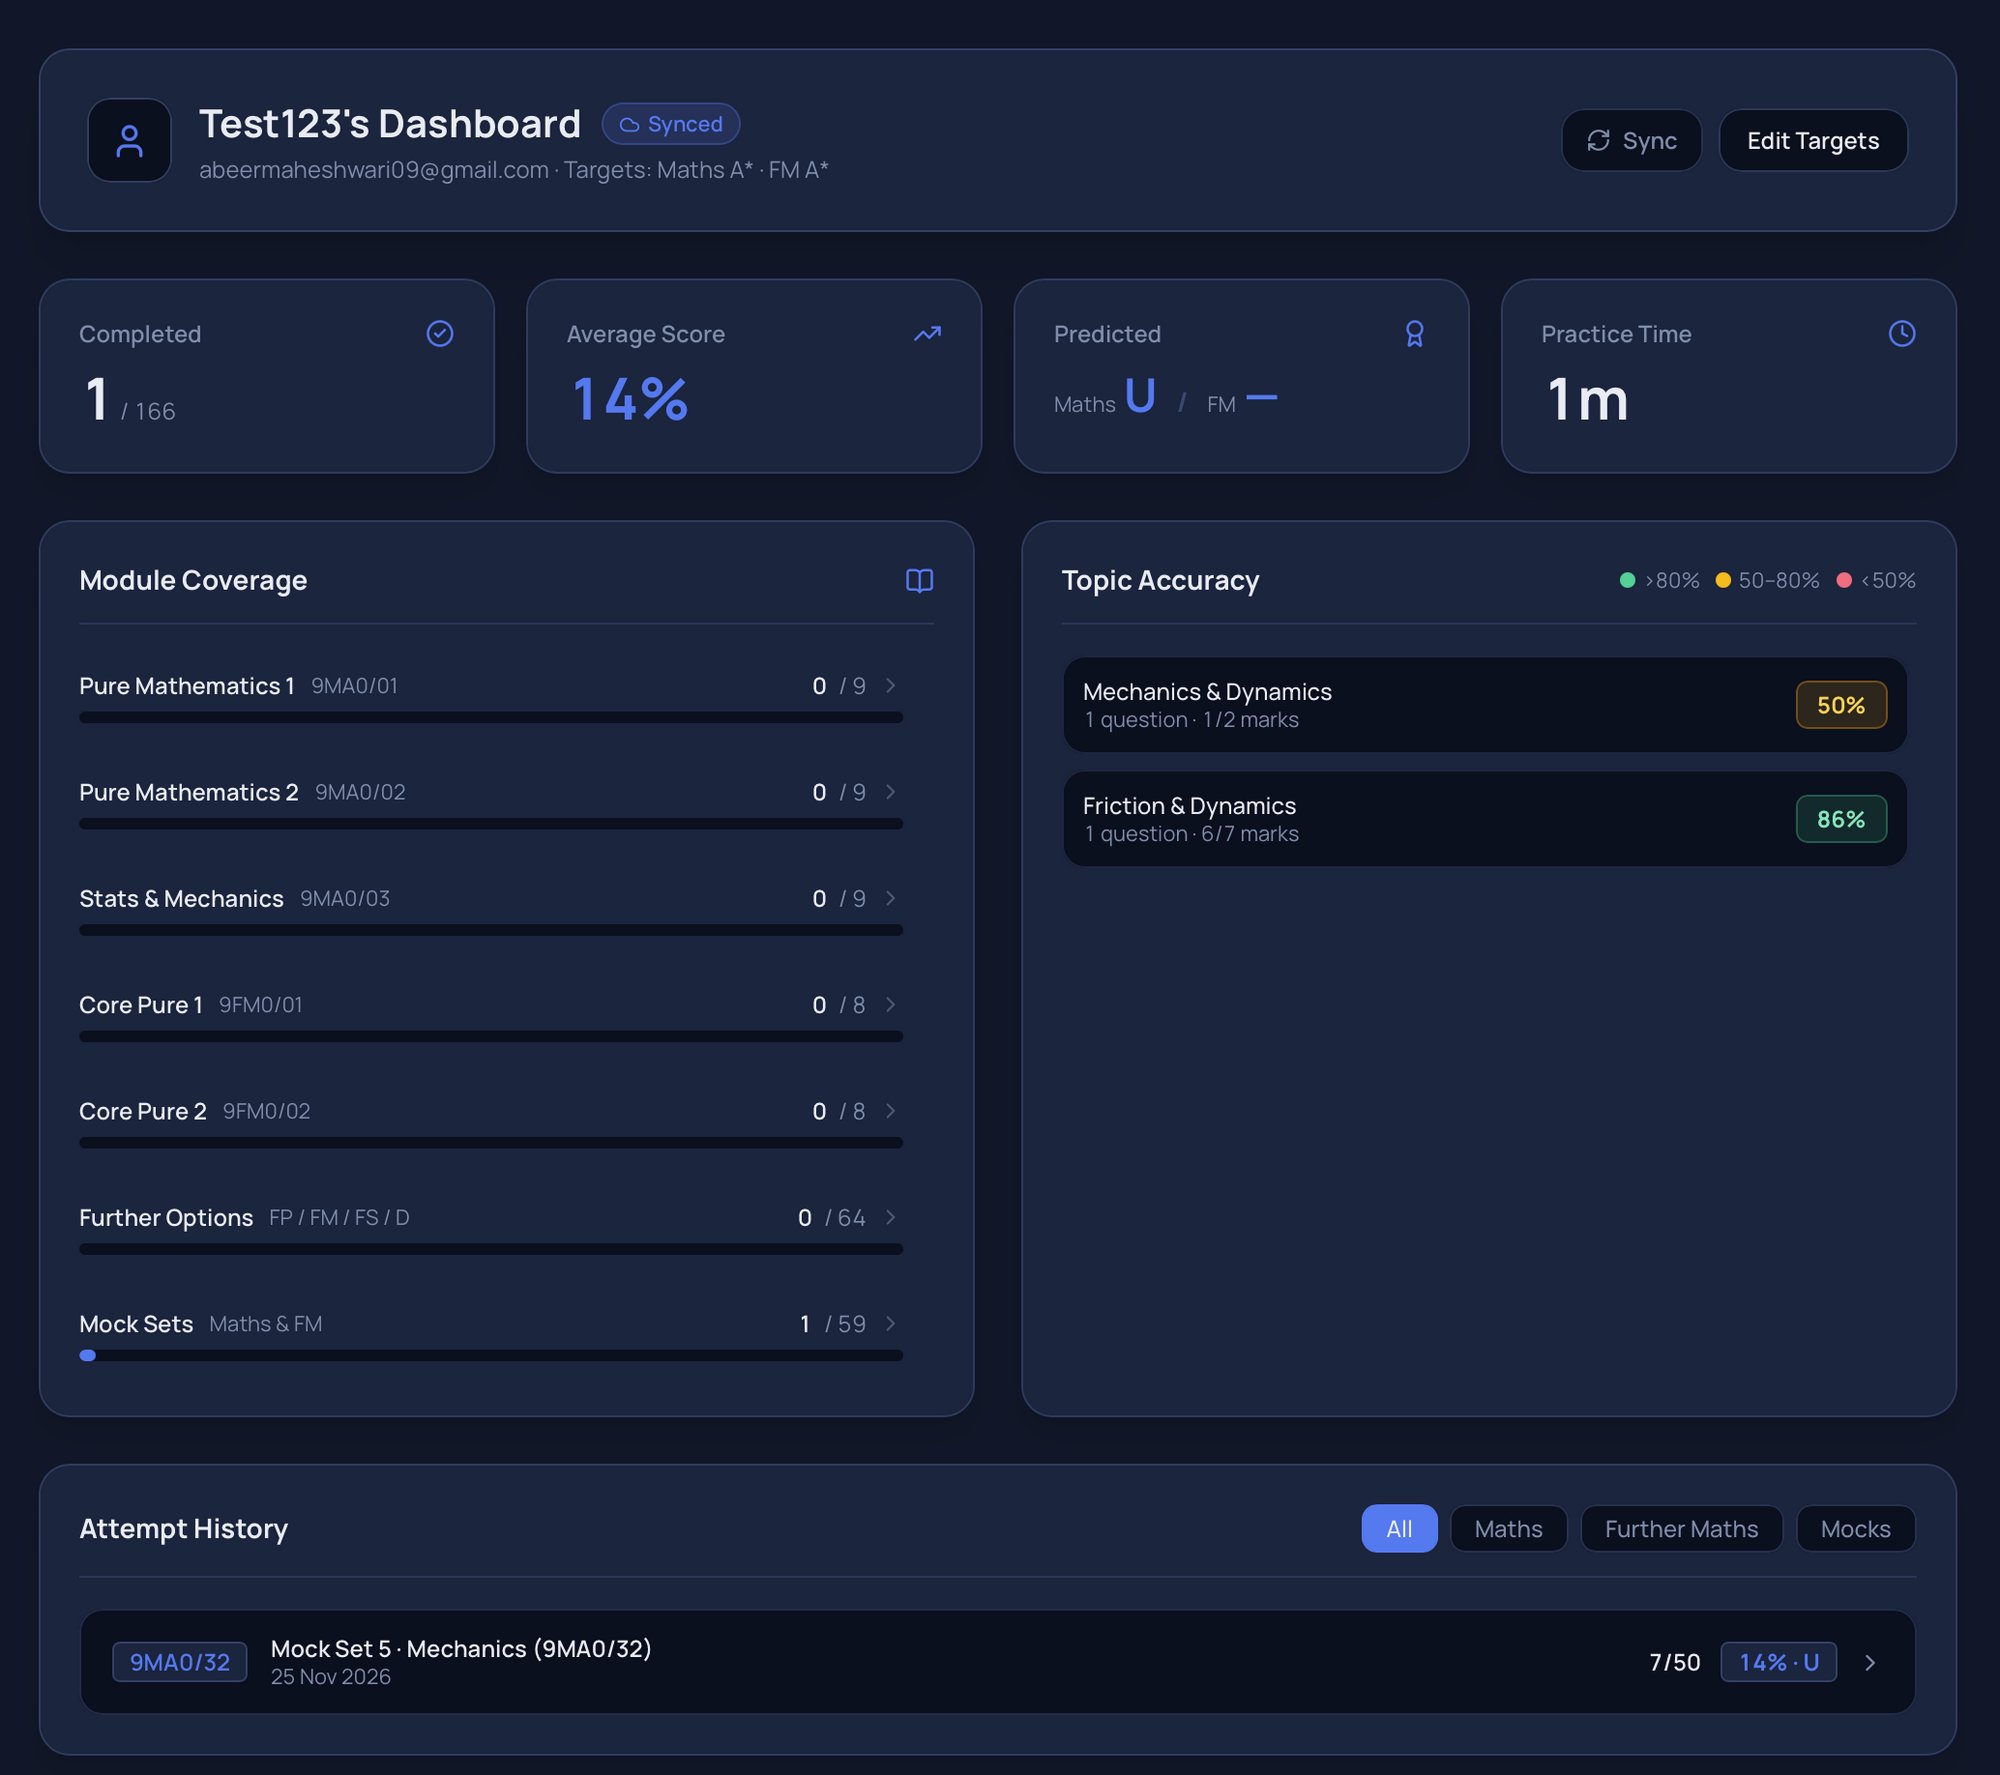 Test123's Dashboard Synced
abeermaheshwari09@gmail.com · Targets: Maths A* · FM A*
Sync Edit Targets
Completed
1 / 166
Average Score
14%
Predicted
Maths U / FM —
Practice Time
1m
Module Coverage
Pure Mathematics 1 9MA0/01 0 / 9
Pure Mathematics 2 9MA0/02 0 / 9
Stats & Mechanics 9MA0/03 0 / 9
Core Pure 1 9FM0/01 0 / 8
Core Pure 2 9FM0/02 0 / 8
Further Options FP / FM / FS / D 0 / 64
Mock Sets Maths & FM 1 / 59
Topic Accuracy >80% 50–80% <50%
Mechanics & Dynamics
1 question · 1/2 marks
50%
Friction & Dynamics
1 question · 6/7 marks
86%
Attempt History All Maths Further Maths Mocks
9MA0/32
Mock Set 5 · Mechanics (9MA0/32)
25 Nov 2026
7/50 14% · U